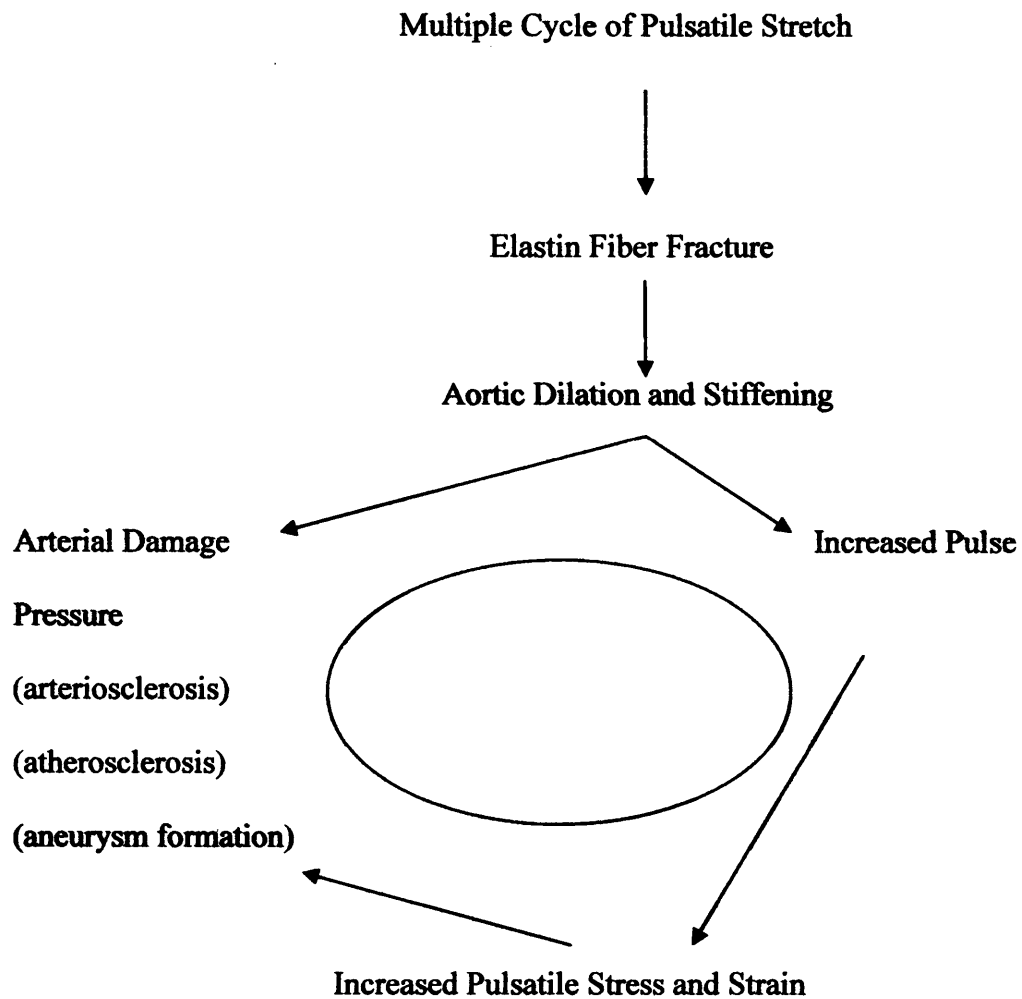 Multiple Cycle of Pulsatile Stretch
Elastin Fiber Fracture
Aortic Dilation and Stiffening
Arterial Damage
Increased Pulse
Pressure
(arteriosclerosis)
(atherosclerosis)
(aneurysm formation)
Increased Pulsatile Stress and Strain